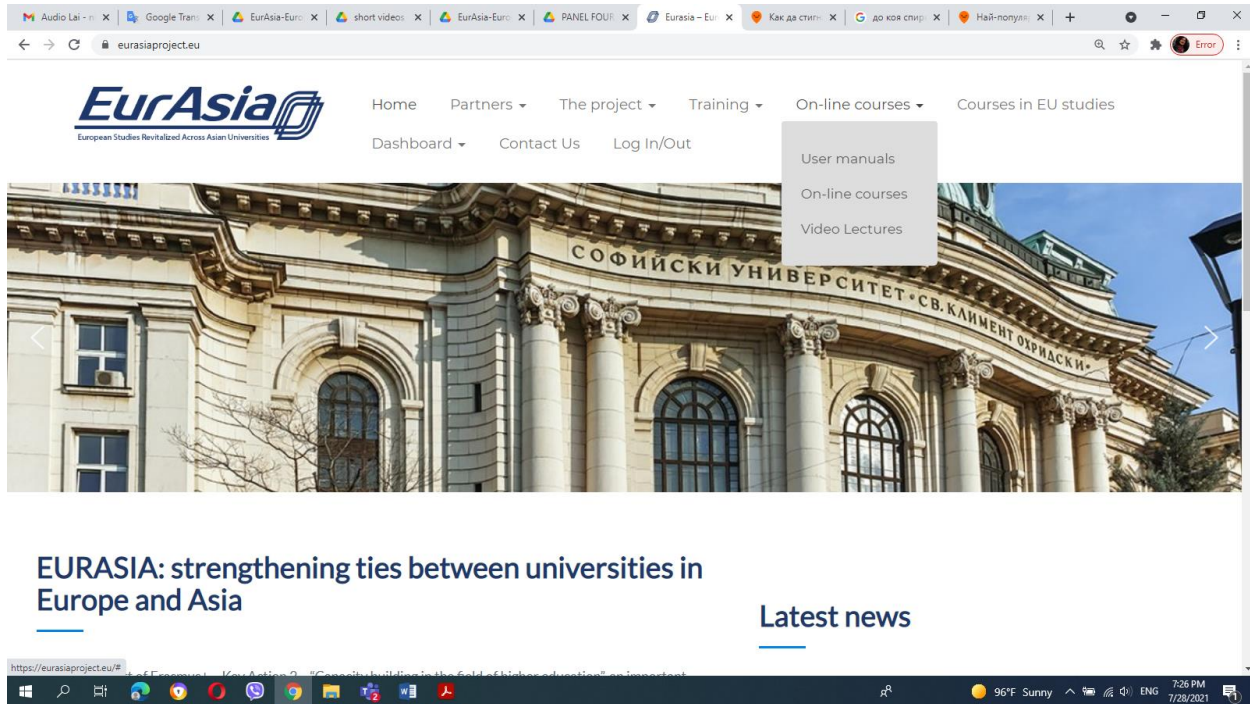 Audio Lai - n
Google Trans
EurAsia-Euro
short videos
EurAsia-Euro
PANEL FOUR
Eurasia – Eur
Как да стигн
до коя спир
Най-популяр
eurasiaproject.eu
Error
EurAsia
European Studies Revitalized Across Asian Universities
Home Partners The project Training On-line courses Courses in EU studies
Dashboard Contact Us Log In/Out
User manuals
On-line courses
Video Lectures
СОФИЙСКИ УНИВЕРСИТЕТ•СВ. КЛИМЕНТ ОХРИДСКИ•
EURASIA: strengthening ties between universities in
Europe and Asia
Latest news
https://eurasiaproject.eu/#
96°F Sunny
ENG
7:26 PM
7/28/2021